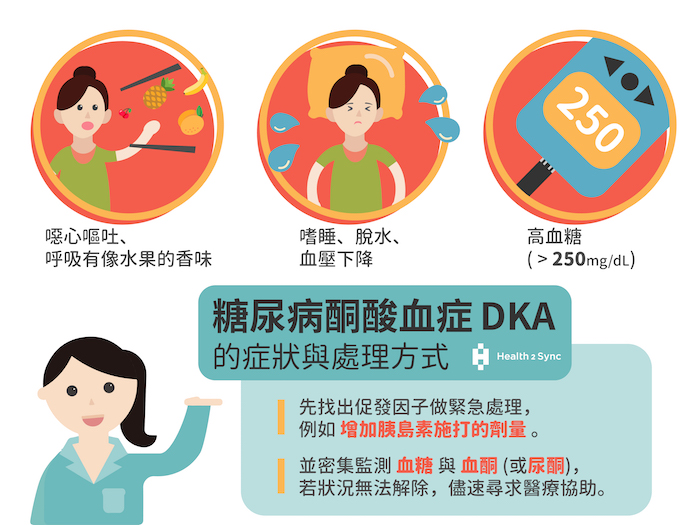 噁心嘔吐、
呼吸有像水果的香味
嗜睡、脫水、
血壓下降
250
高血糖
( > 250mg/dL)
糖尿病酮酸血症 DKA
的症狀與處理方式
Health2Sync
先找出促發因子做緊急處理，
例如 增加胰島素施打的劑量 。
並密集監測 血糖 與 血酮 (或尿酮)，
若狀況無法解除，儘速尋求醫療協助。